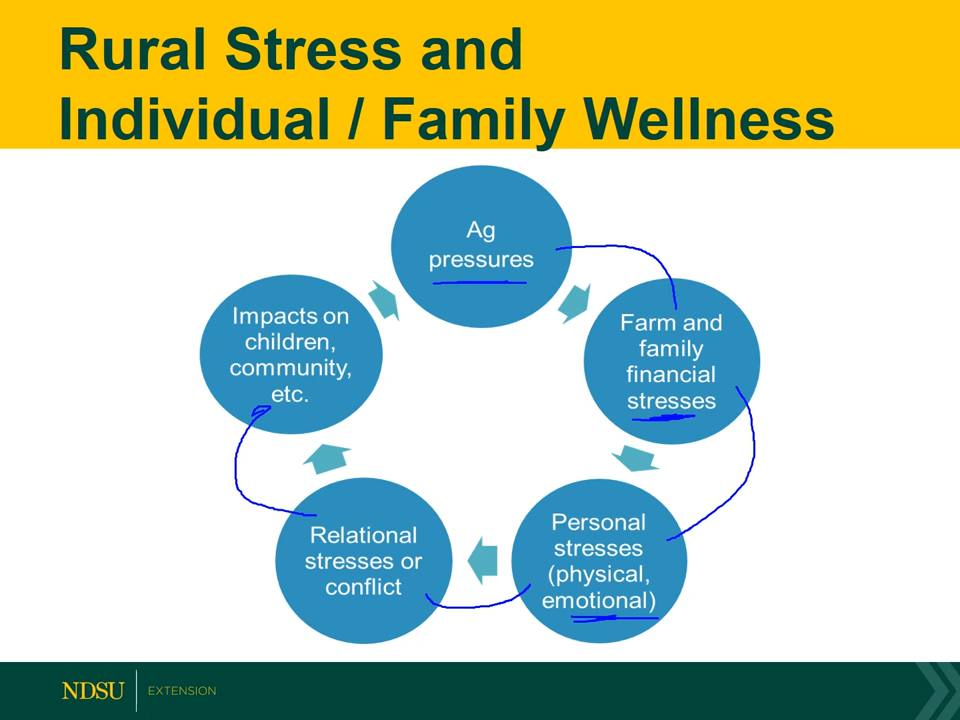 Rural Stress and
Individual / Family Wellness
Ag
pressures
Farm and
family
financial
stresses
Personal
stresses
(physical,
emotional)
Relational
stresses or
conflict
Impacts on
children,
community,
etc.
NDSU
EXTENSION